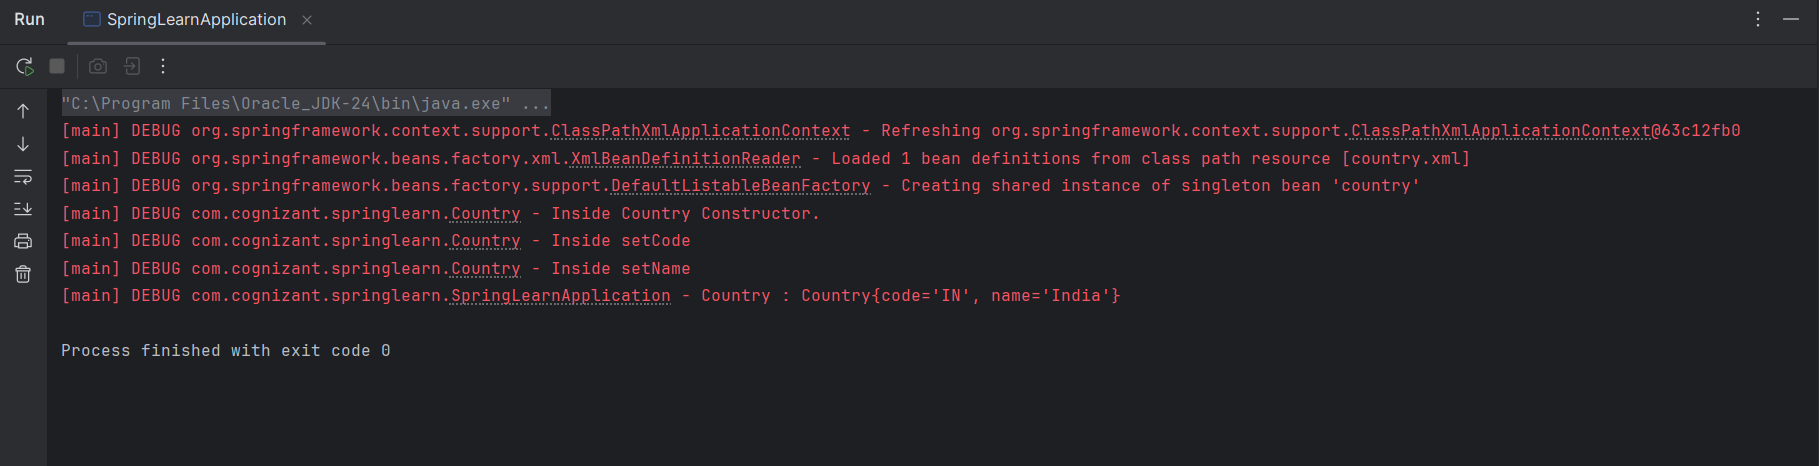 Run SpringLearnApplication
"C:\Program Files\Oracle_JDK-24\bin\java.exe" ...
[main] DEBUG org.springframework.context.support.ClassPathXmlApplicationContext - Refreshing org.springframework.context.support.ClassPathXmlApplicationContext@63c12fb0
[main] DEBUG org.springframework.beans.factory.xml.XmlBeanDefinitionReader - Loaded 1 bean definitions from class path resource [country.xml]
[main] DEBUG org.springframework.beans.factory.support.DefaultListableBeanFactory - Creating shared instance of singleton bean 'country'
[main] DEBUG com.cognizant.springlearn.Country - Inside Country Constructor.
[main] DEBUG com.cognizant.springlearn.Country - Inside setCode
[main] DEBUG com.cognizant.springlearn.Country - Inside setName
[main] DEBUG com.cognizant.springlearn.SpringLearnApplication - Country : Country{code='IN', name='India'}
Process finished with exit code 0